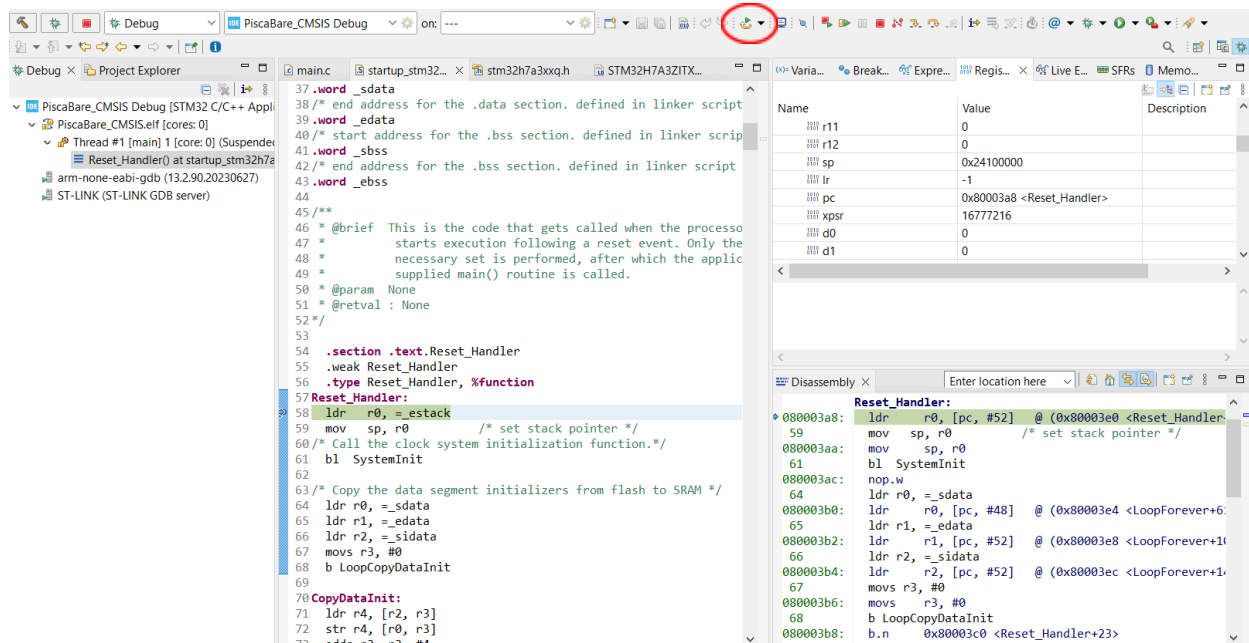 Debug
PiscaBare_CMSIS Debug
on:
---
Debug
Project Explorer
PiscaBare_CMSIS Debug [STM32 C/C++ Appli
PiscaBare_CMSIS.elf [cores: 0]
Thread #1 [main] 1 [core: 0] (Suspended
Reset_Handler() at startup_stm32h7a
arm-none-eabi-gdb (13.2.90.20230627)
ST-LINK (ST-LINK GDB server)
main.c
startup_stm32...
stm32h7a3xxq.h
STM32H7A3ZITX...
37 .word _sdata
38 /* end address for the .data section. defined in linker script
39 .word _edata
40 /* start address for the .bss section. defined in linker scrip
41 .word _sbss
42 /* end address for the .bss section. defined in linker script
43 .word _ebss
44
45 /**
46 * @brief  This is the code that gets called when the processo
47 *          starts execution following a reset event. Only the
48 *          necessary set is performed, after which the applic
49 *          supplied main() routine is called.
50 * @param  None
51 * @retval : None
52 */
53
54   .section .text.Reset_Handler
55   .weak Reset_Handler
56   .type Reset_Handler, %function
57 Reset_Handler:
58   ldr   r0, =_estack
59   mov   sp, r0          /* set stack pointer */
60 /* Call the clock system initialization function.*/
61   bl  SystemInit
62
63 /* Copy the data segment initializers from flash to SRAM */
64   ldr r0, =_sdata
65   ldr r1, =_edata
66   ldr r2, =_sidata
67   movs r3, #0
68   b LoopCopyDataInit
69
70 CopyDataInit:
71   ldr r4, [r2, r3]
72   str r4, [r0, r3]
Varia...
Break...
Expre...
Regis...
Live E...
SFRs
Memo...
Name Value Description
r11 0
r12 0
sp 0x24100000
lr -1
pc 0x80003a8 <Reset_Handler>
xpsr 16777216
d0 0
d1 0
Disassembly
Enter location here
Reset_Handler:
080003a8: ldr r0, [pc, #52] @ (0x80003e0 <Reset_Handler
59 mov sp, r0 /* set stack pointer */
080003aa: mov sp, r0
61 bl SystemInit
080003ac: nop.w
64 ldr r0, =_sdata
080003b0: ldr r0, [pc, #48] @ (0x80003e4 <LoopForever+6
65 ldr r1, =_edata
080003b2: ldr r1, [pc, #52] @ (0x80003e8 <LoopForever+10
66 ldr r2, =_sidata
080003b4: ldr r2, [pc, #52] @ (0x80003ec <LoopForever+14
67 movs r3, #0
080003b6: movs r3, #0
68 b LoopCopyDataInit
080003b8: b.n 0x80003c0 <Reset_Handler+23>